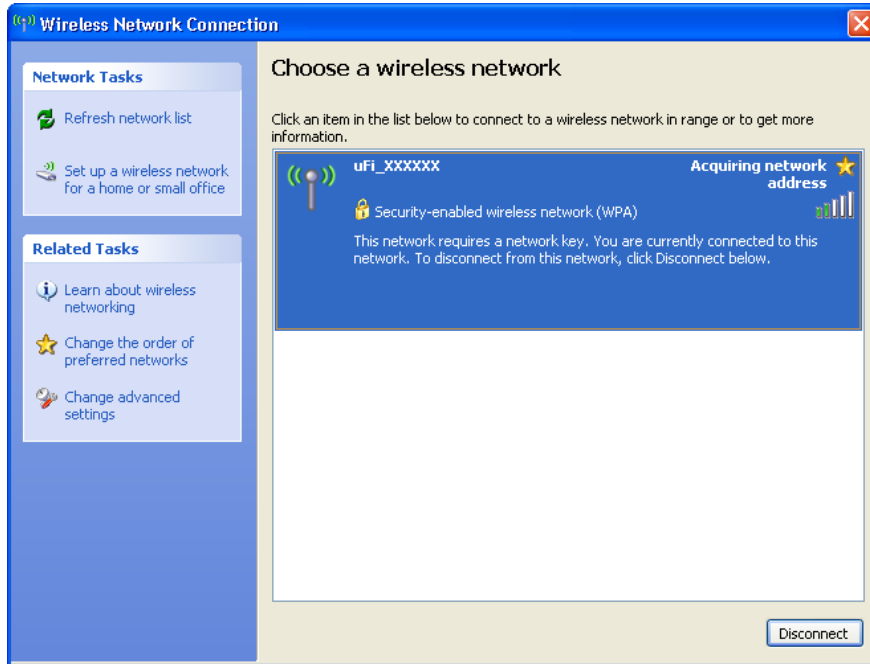 Wireless Network Connection
Network Tasks
Refresh network list
Set up a wireless network
for a home or small office
Related Tasks
Learn about wireless
networking
Change the order of
preferred networks
Change advanced
settings
Choose a wireless network
Click an item in the list below to connect to a wireless network in range or to get more
information.
uFi_XXXXXX
Acquiring network
address
Security-enabled wireless network (WPA)
This network requires a network key. You are currently connected to this
network. To disconnect from this network, click Disconnect below.
Disconnect